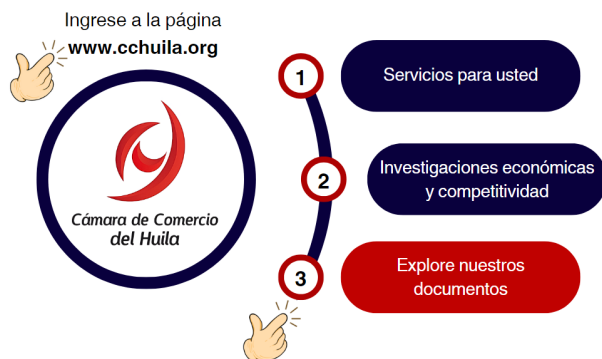 Ingrese a la página
www.cchuila.org
Cámara de Comercio
del Huila
1
Servicios para usted
2
Investigaciones económicas
y competitividad
3
Explore nuestros
documentos